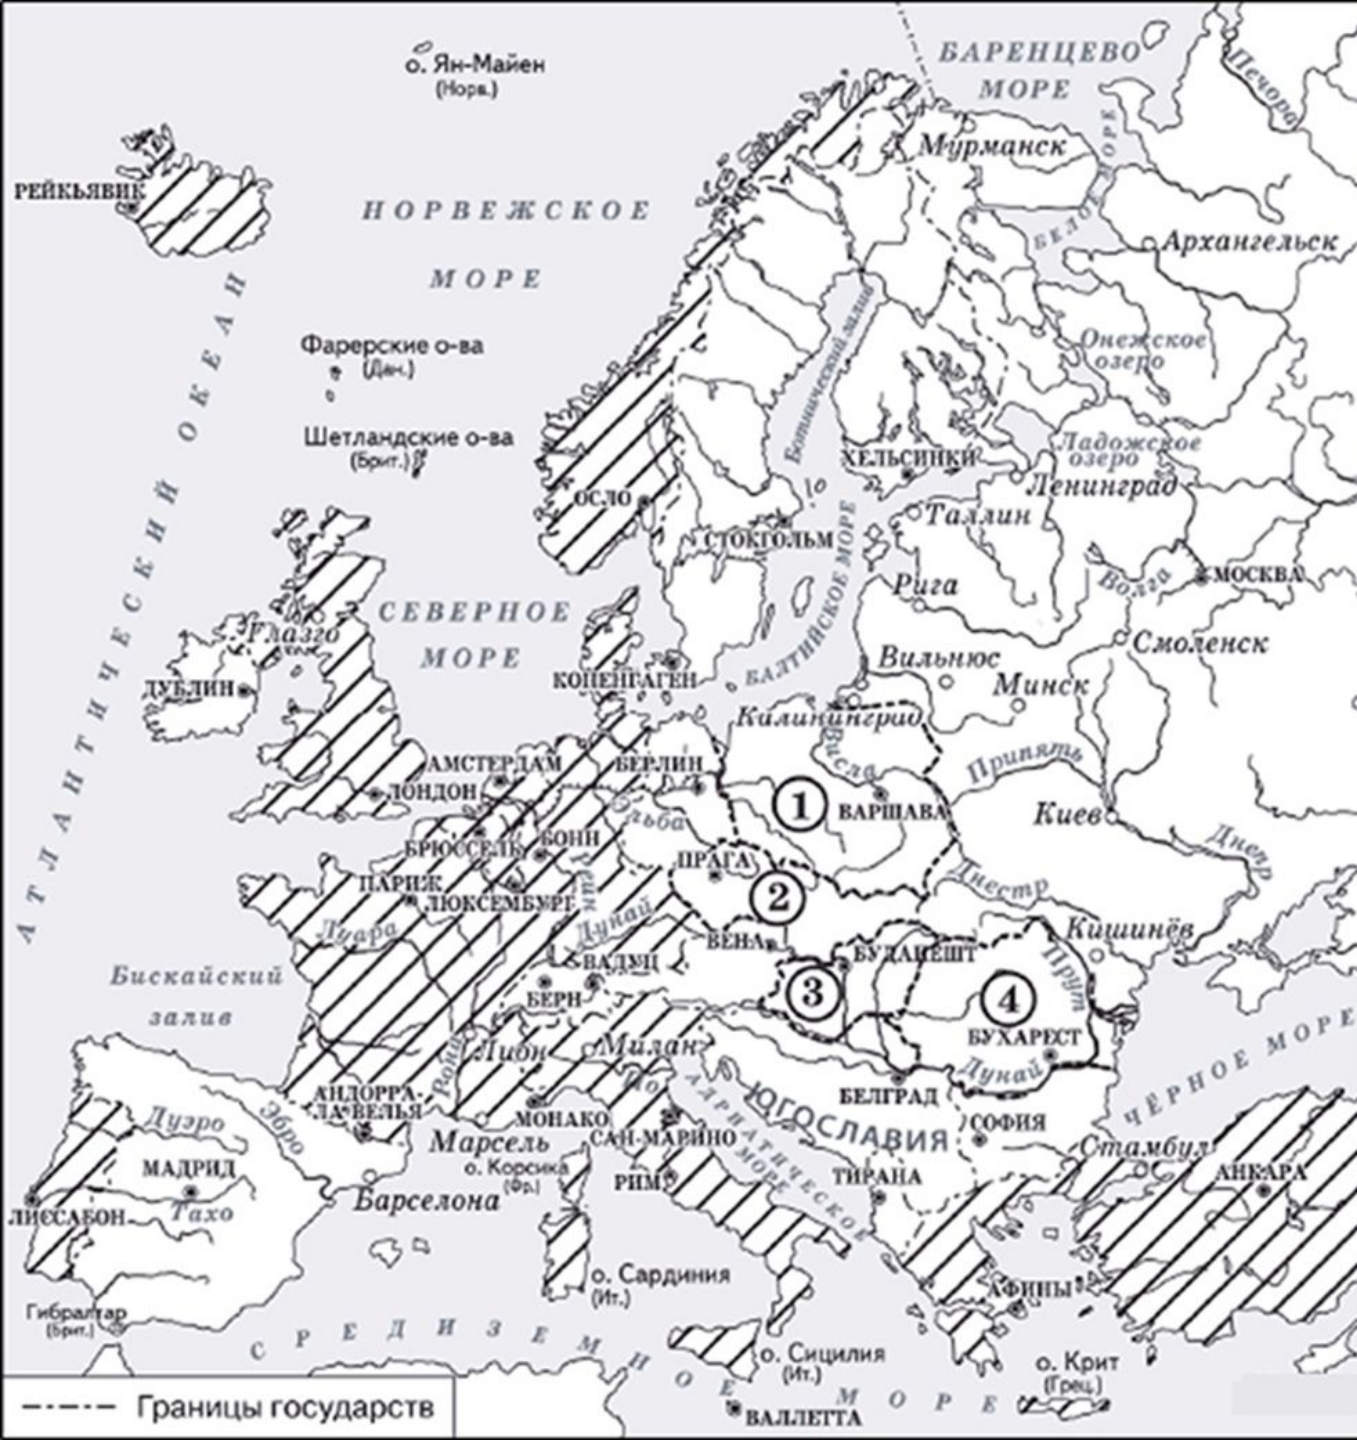 БАРЕНЦЕВО
МОРЕ
о. Ян-Майен
(Норв.)
Печора
Мурманск
БЕЛОЕ МОРЕ
РЕЙКЬЯВИК
НОРВЕЖСКОЕ
МОРЕ
Архангельск
АТЛАНТИЧЕСКИЙ ОКЕАН
Ботнический залив
Фарерские о-ва
(Дан.)
Онежское
озеро
Шетландские о-ва
(Брит.)
ХЕЛЬСИНКИ
Ладожское
озеро
Ленинград
ОСЛО
Таллин
СТОКГОЛЬМ
БАЛТИЙСКОЕ МОРЕ
Рига
Волга
МОСКВА
СЕВЕРНОЕ
МОРЕ
Глазго
Смоленск
ДУБЛИН
КОПЕНГАГЕН
Вильнюс
Минск
Калининград
Висла
Припять
АМСТЕРДАМ
БЕРЛИН
ЛОНДОН
1
ВАРШАВА
Киев
Эльба
БРЮССЕЛЬ
БОНН
Рейн
ПРАГА
Днепр
ПАРИЖ
ЛЮКСЕМБУРГ
2
Днестр
Луара
Дунай
ВЕНА
БУДАПЕШТ
Кишинёв
Бискайский
залив
ВАДУЦ
БЕРН
3
4
Прут
Лион
Милан
БУХАРЕСТ
Рона
По
Дунай
ЧЁРНОЕ МОРЕ
АНДОРРА-
ЛА-ВЕЛЬЯ
БЕЛГРАД
Дуэро
Эбро
МОНАКО
АДРИАТИЧЕСКОЕ
МОРЕ
ЮГОСЛАВИЯ
СОФИЯ
Марсель
САН-МАРИНО
Стамбул
МАДРИД
о. Корсика
(Фр.)
РИМ
ТИРАНА
АНКАРА
ЛИССАБОН
Тахо
Барселона
о. Сардиния
(Ит.)
АФИНЫ
Гибралтар
(Брит.)
СРЕДИЗЕМНОЕ МОРЕ
о. Сицилия
(Ит.)
о. Крит
(Грец.)
ВАЛЛЕТТА
Границы государств